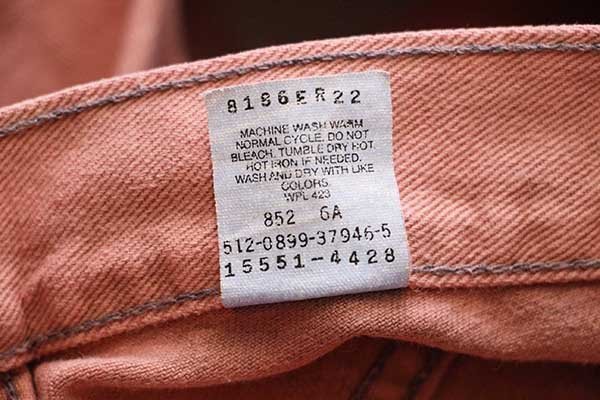 8186ER22
MACHINE WASH WARM
NORMAL CYCLE. DO NOT
BLEACH. TUMBLE DRY HOT.
HOT IRON IF NEEDED.
WASH AND DRY WITH LIKE
COLORS.
WPL 423
852 6A
512-0899-37946-5
15551-4428